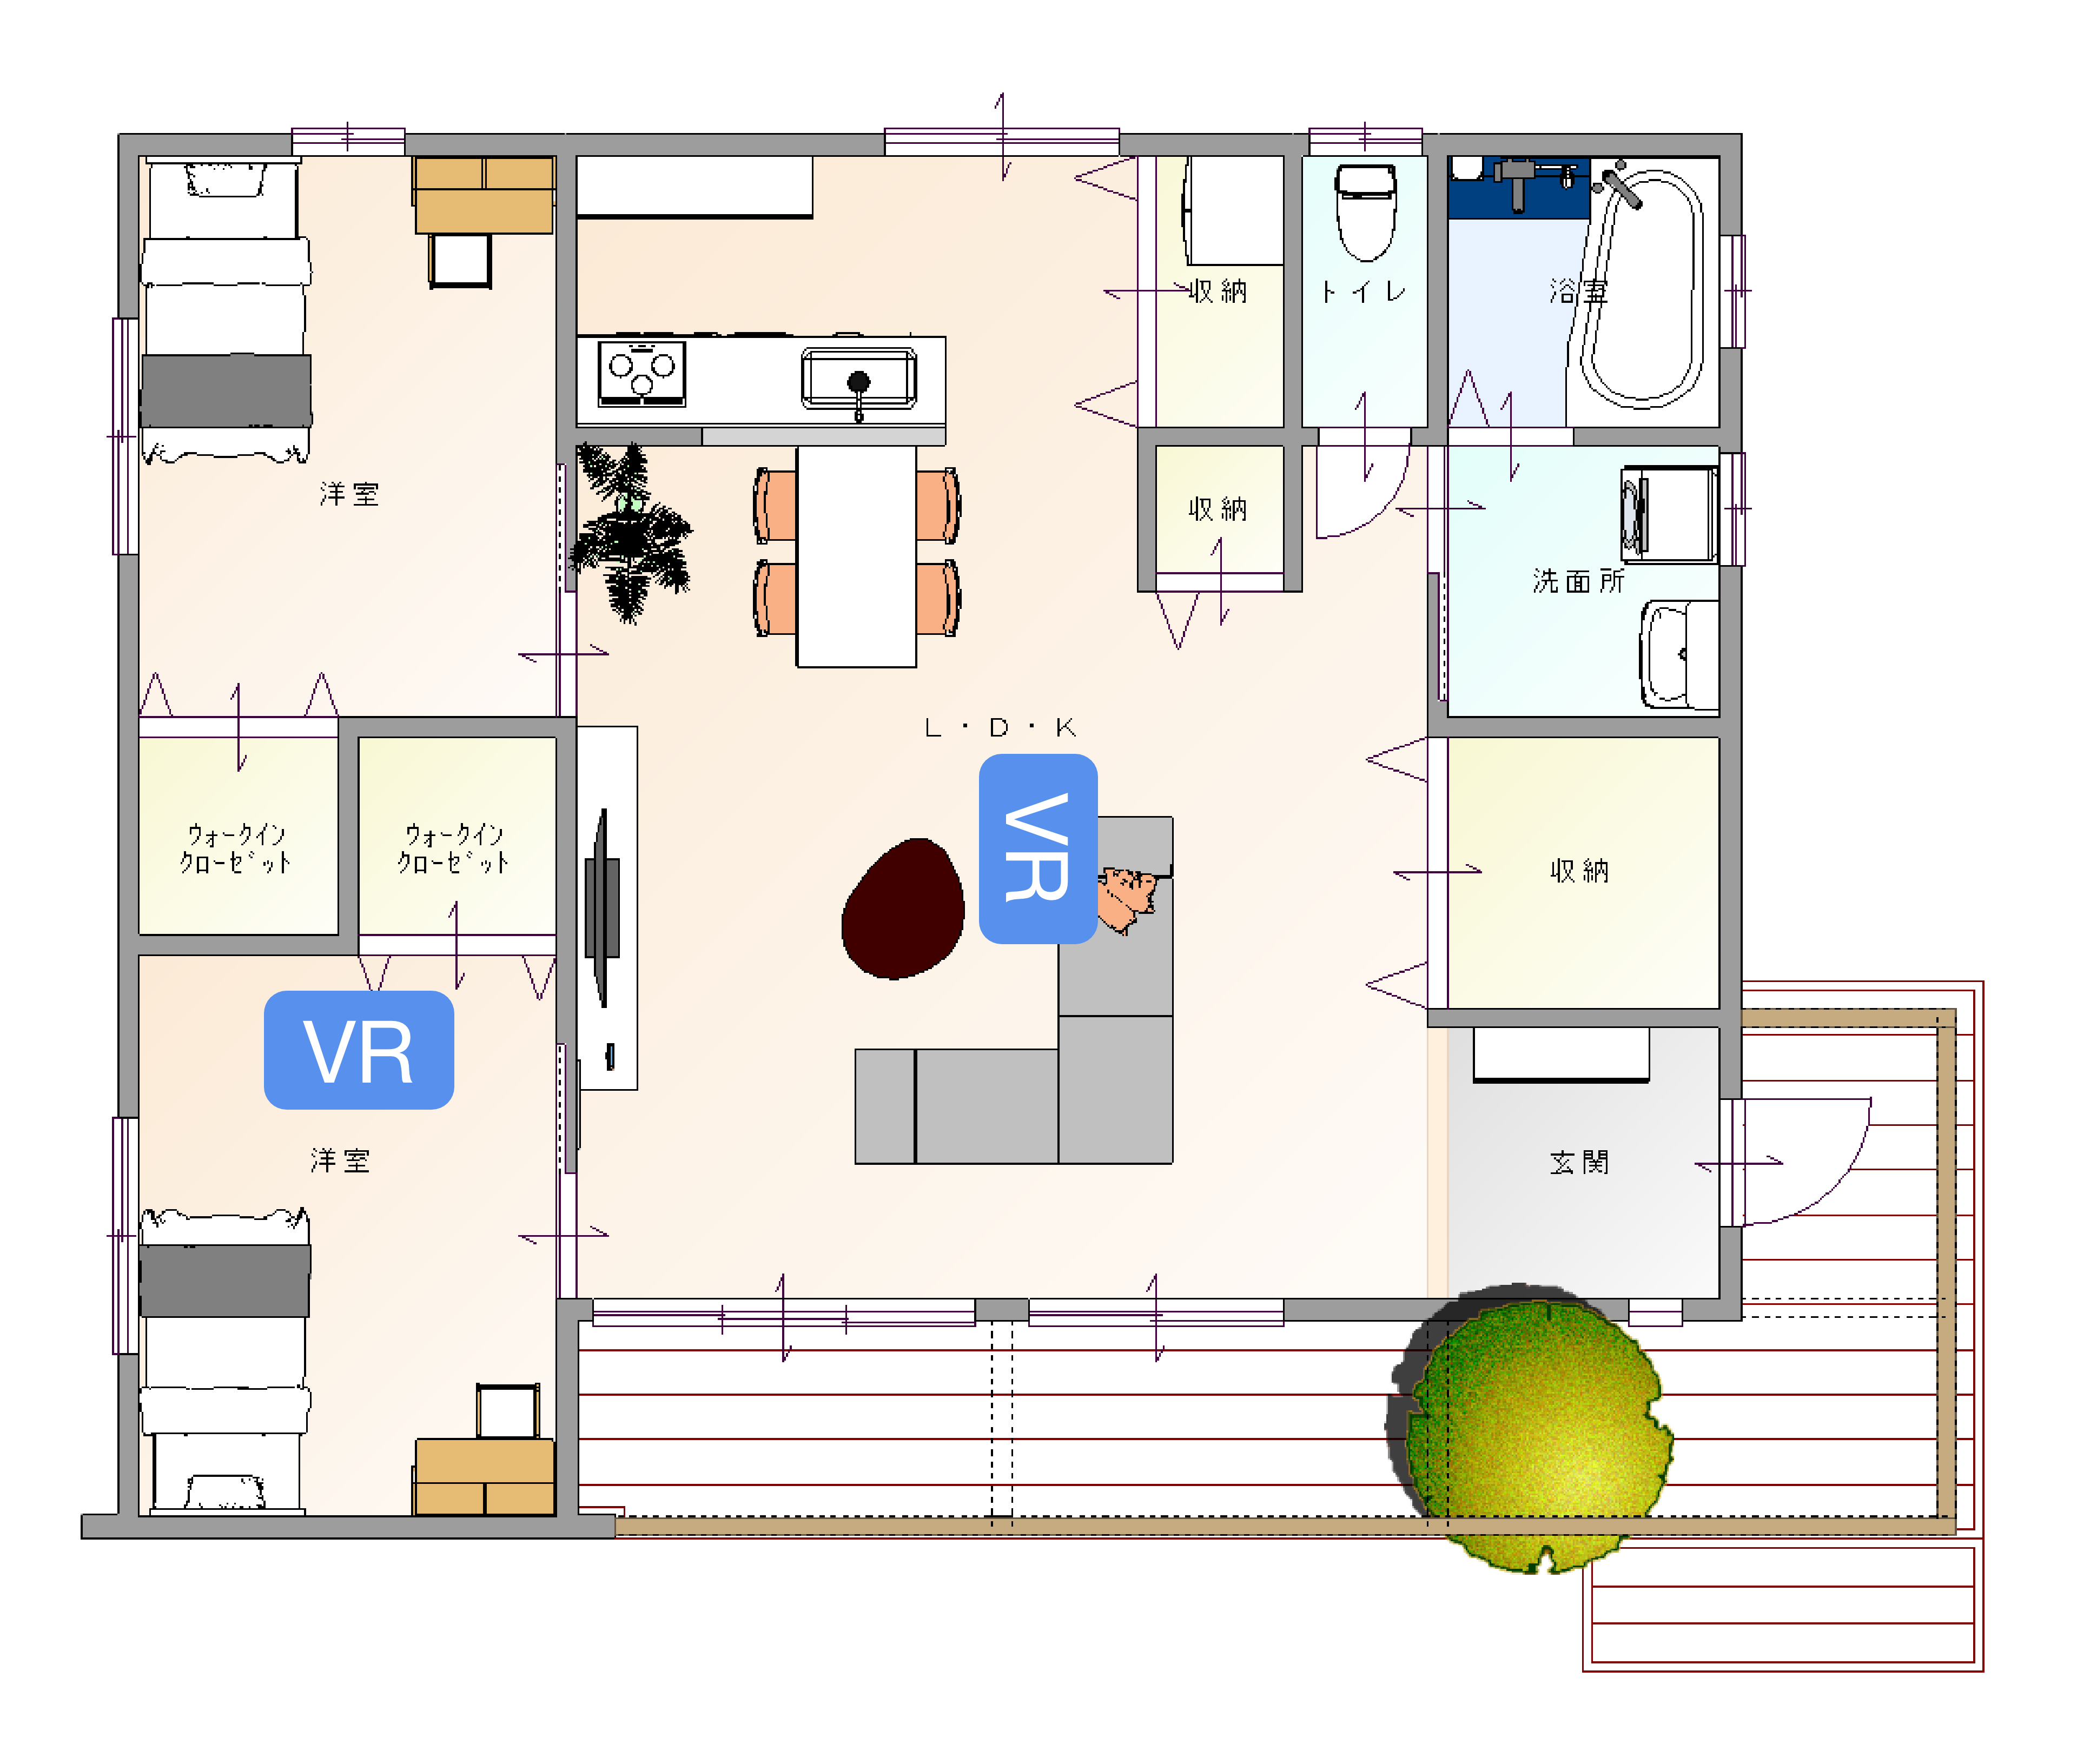 収納
トイレ
浴室
洋室
収納
洗面所
L・D・K
ウォークイン
クローゼット
ウォークイン
クローゼット
VR
収納
VR
洋室
玄関